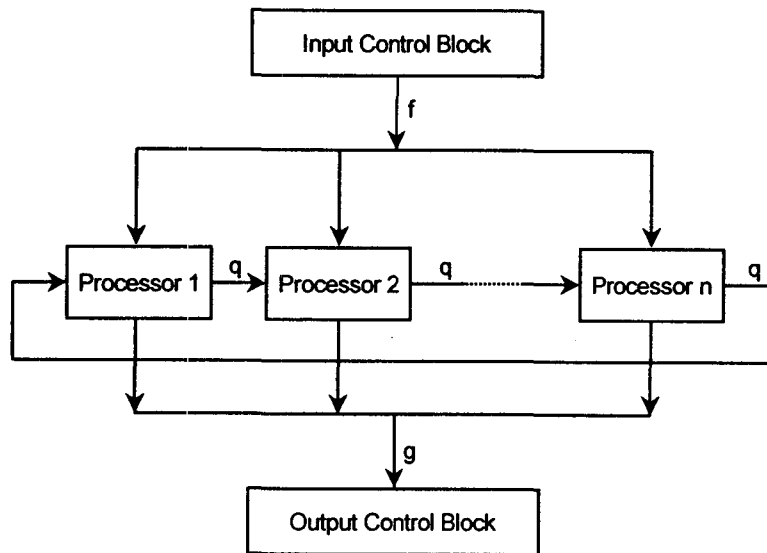 Input Control Block
f
Processor 1
q
Processor 2
q
Processor n
q
g
Output Control Block